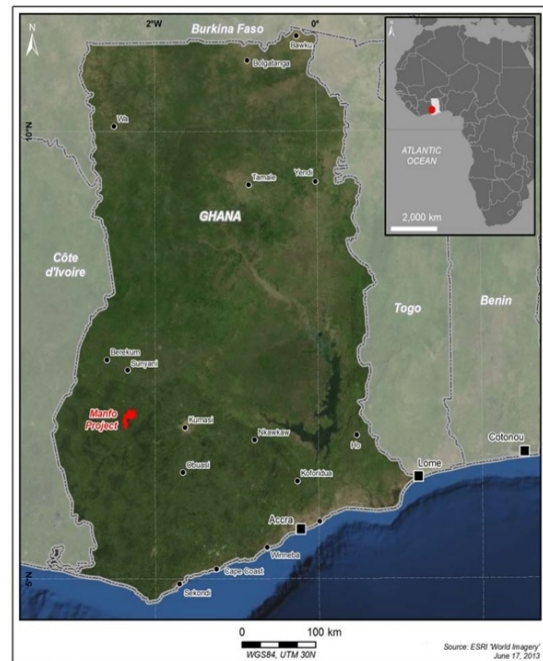 2°W
0°
Burkina Faso
N
Bawku
Bolgatanga
Wa
10°N
Tamale
Yendi
GHANA
ATLANTIC
OCEAN
2,000 km
Côte
d'Ivoire
Togo
Benin
Berekum
Sunyani
Manfo
Project
Kumasi
Nkawkaw
Ho
Obuasi
Koforidua
Cotonou
Lome
Accra
Winneba
Cape Coast
Sekondi
5°N
0 100 km
WGS84, UTM 30N
Source: ESRI 'World Imagery'
June 17, 2013